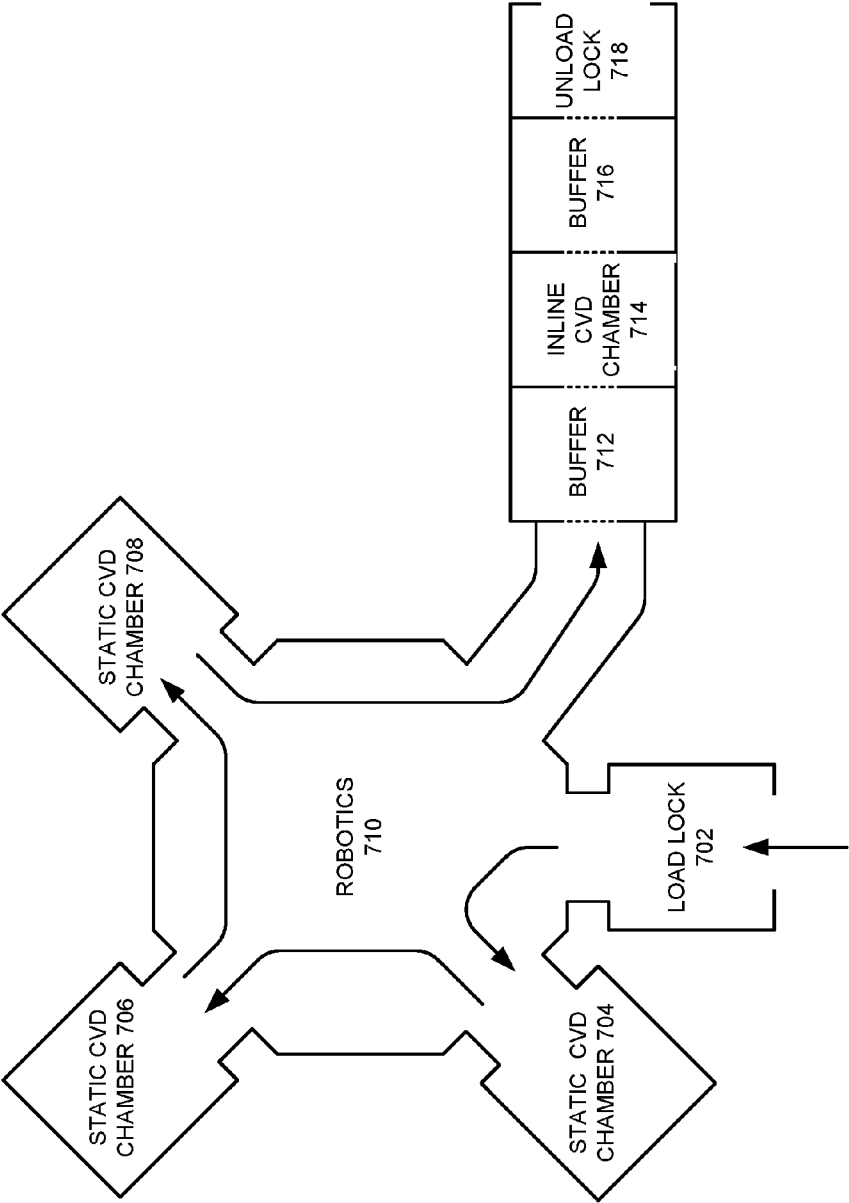 STATIC CVD
CHAMBER 706
STATIC CVD
CHAMBER 708
UNLOAD
LOCK
718
BUFFER
716
INLINE
CVD
CHAMBER
714
BUFFER
712
ROBOTICS
710
STATIC CVD
CHAMBER 704
LOAD LOCK
702